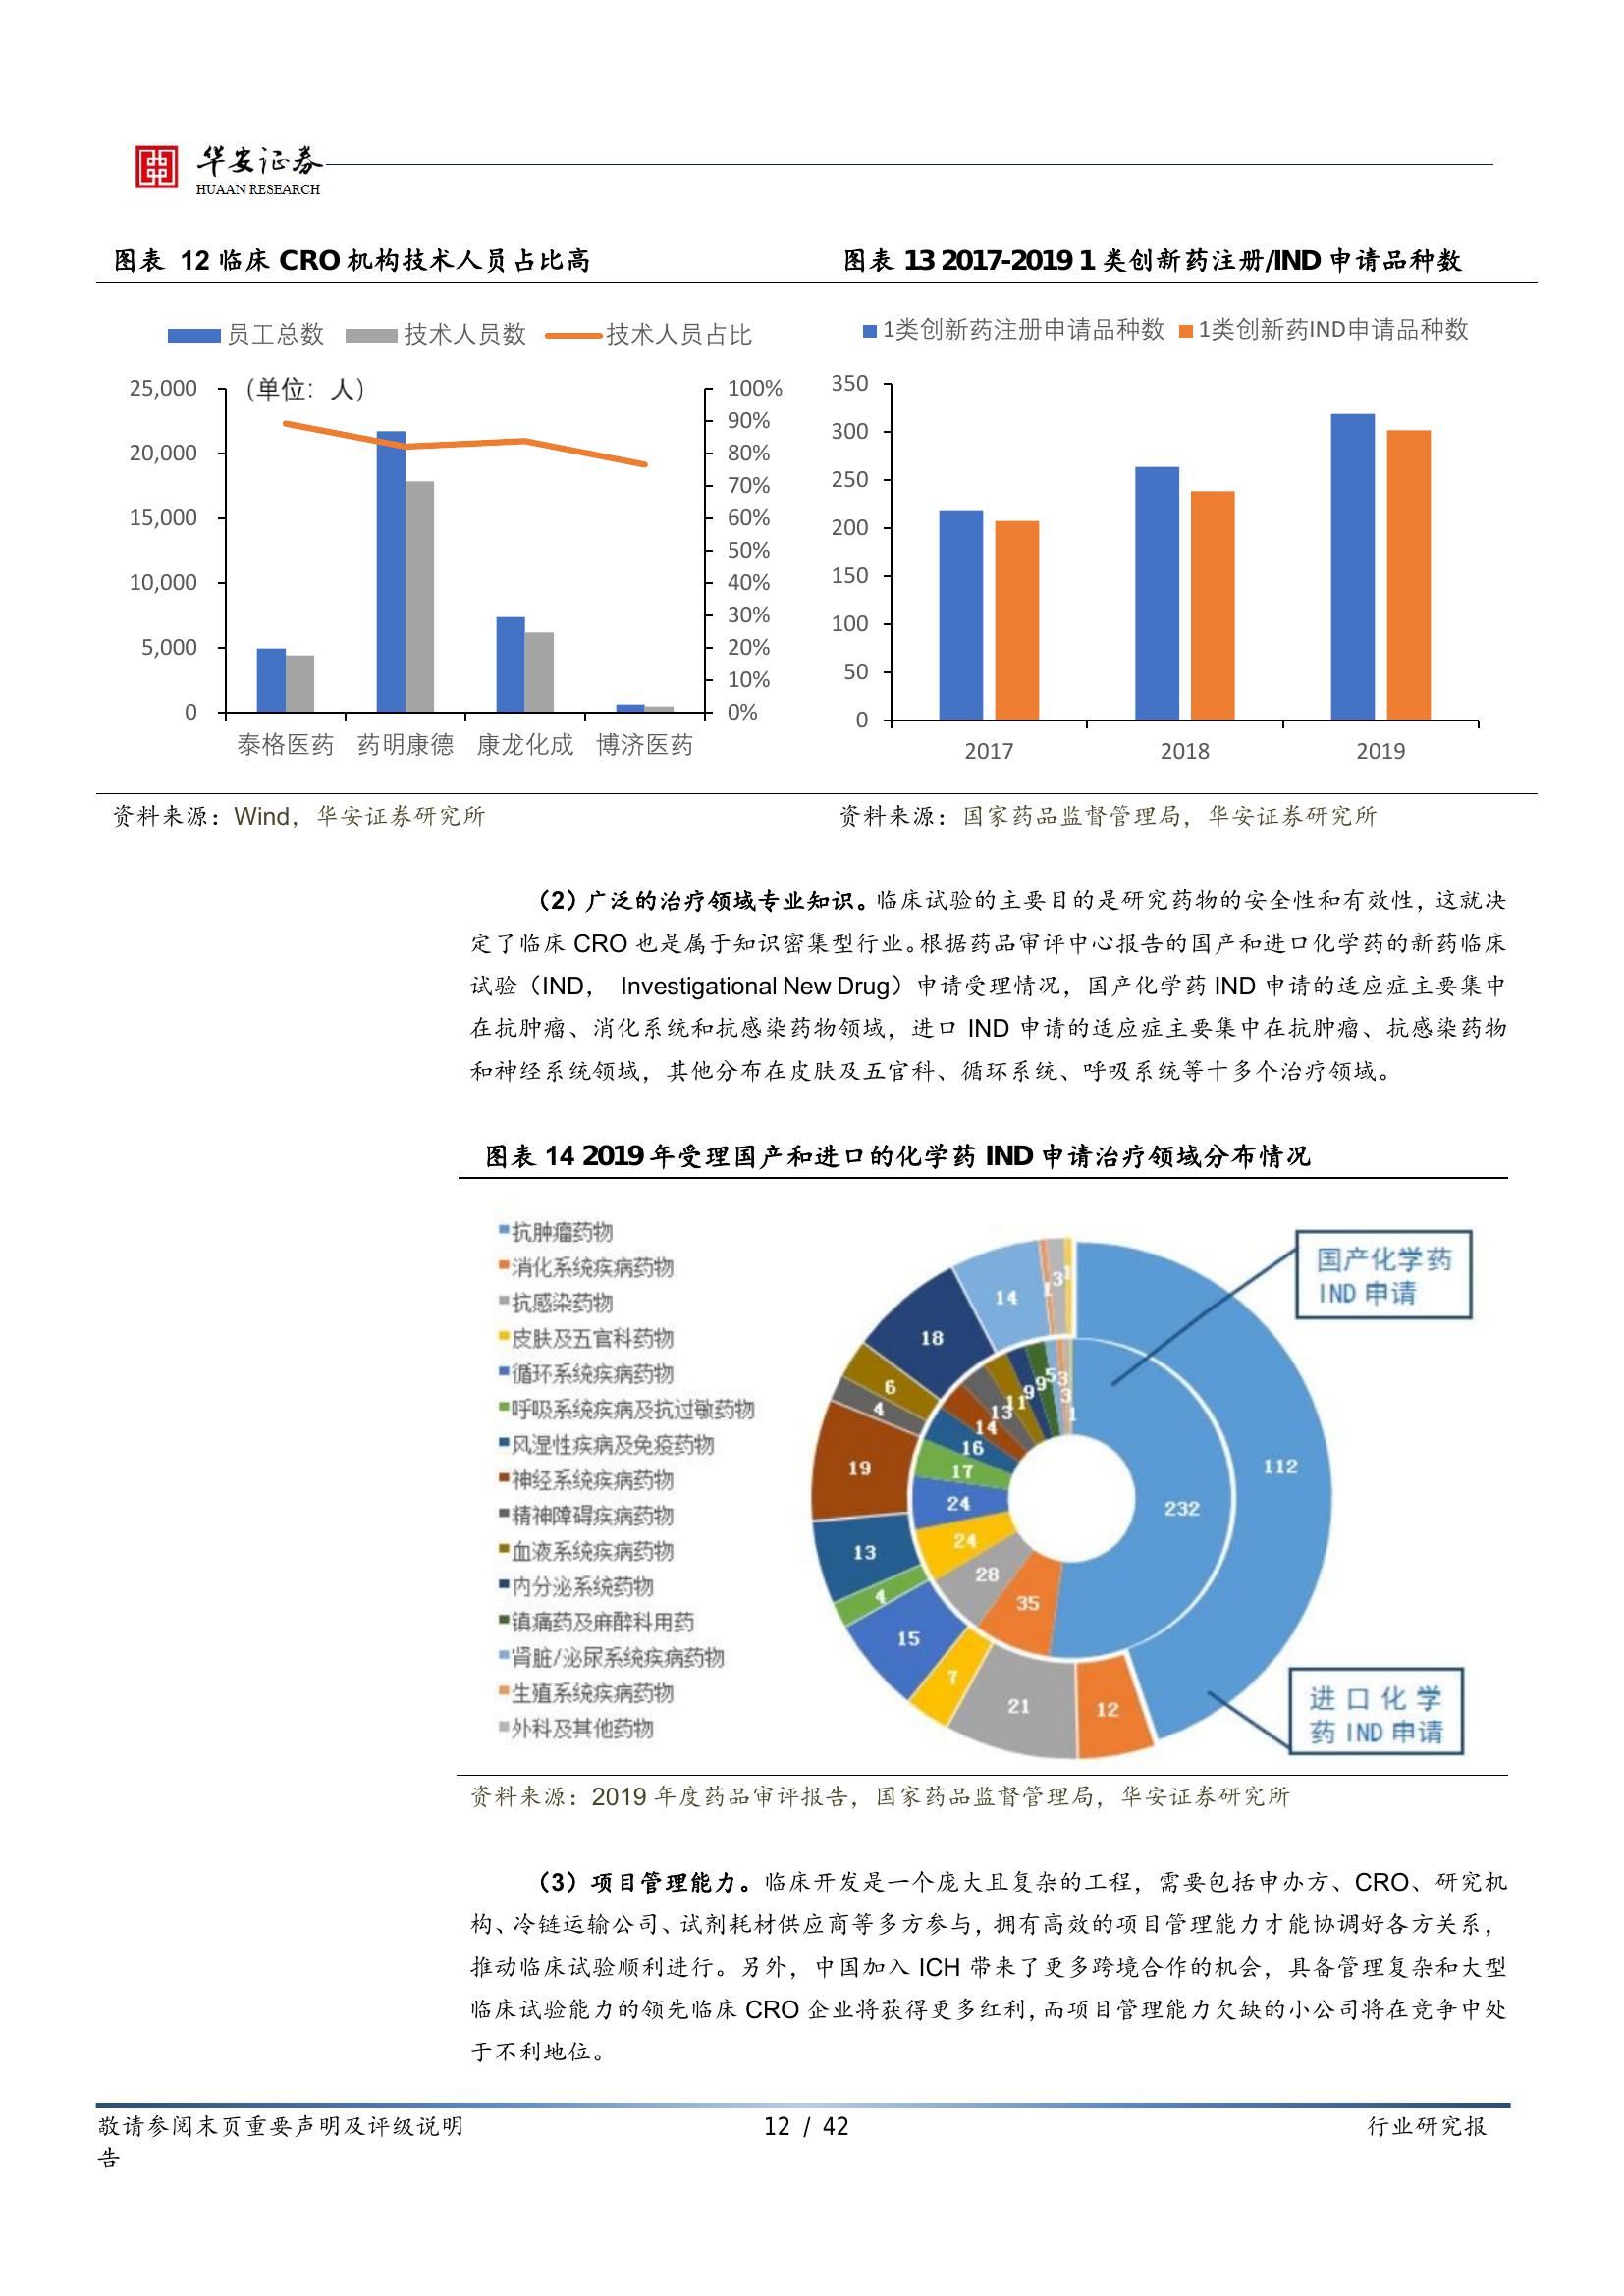 华安证券
HUAAN RESEARCH
图表 12 临床 CRO 机构技术人员占比高
员工总数 技术人员数 技术人员占比
(单位：人)
25,000
20,000
15,000
10,000
5,000
0
100%
90%
80%
70%
60%
50%
40%
30%
20%
10%
0%
泰格医药 药明康德 康龙化成 博济医药
资料来源：Wind，华安证券研究所
图表 13 2017-2019 1 类创新药注册/IND 申请品种数
1类创新药注册申请品种数 1类创新药IND申请品种数
350
300
250
200
150
100
50
0
2017 2018 2019
资料来源：国家药品监督管理局，华安证券研究所
（2）广泛的治疗领域专业知识。临床试验的主要目的是研究药物的安全性和有效性，这就决
定了临床 CRO 也是属于知识密集型行业。根据药品审评中心报告的国产和进口化学药的新药临床
试验（IND， Investigational New Drug）申请受理情况，国产化学药 IND 申请的适应症主要集中
在抗肿瘤、消化系统和抗感染药物领域，进口 IND 申请的适应症主要集中在抗肿瘤、抗感染药物
和神经系统领域，其他分布在皮肤及五官科、循环系统、呼吸系统等十多个治疗领域。
图表 14 2019 年受理国产和进口的化学药 IND 申请治疗领域分布情况
抗肿瘤药物
消化系统疾病药物
抗感染药物
皮肤及五官科药物
循环系统疾病药物
呼吸系统疾病及抗过敏药物
风湿性疾病及免疫药物
神经系统疾病药物
精神障碍疾病药物
血液系统疾病药物
内分泌系统药物
镇痛药及麻醉科用药
肾脏/泌尿系统疾病药物
生殖系统疾病药物
外科及其他药物
国产化学药
IND 申请
进口化学
药 IND 申请
112
12
21
7
15
4
13
19
4
6
18
14
1
3
1
232
35
28
24
24
17
16
14
13
11
9
9
5
3
3
1
资料来源：2019 年度药品审评报告，国家药品监督管理局，华安证券研究所
（3）项目管理能力。临床开发是一个庞大且复杂的工程，需要包括申办方、CRO、研究机
构、冷链运输公司、试剂耗材供应商等多方参与，拥有高效的项目管理能力才能协调好各方关系，
推动临床试验顺利进行。另外，中国加入 ICH 带来了更多跨境合作的机会，具备管理复杂和大型
临床试验能力的领先临床 CRO 企业将获得更多红利，而项目管理能力欠缺的小公司将在竞争中处
于不利地位。
敬请参阅末页重要声明及评级说明 12 / 42 行业研究报
告